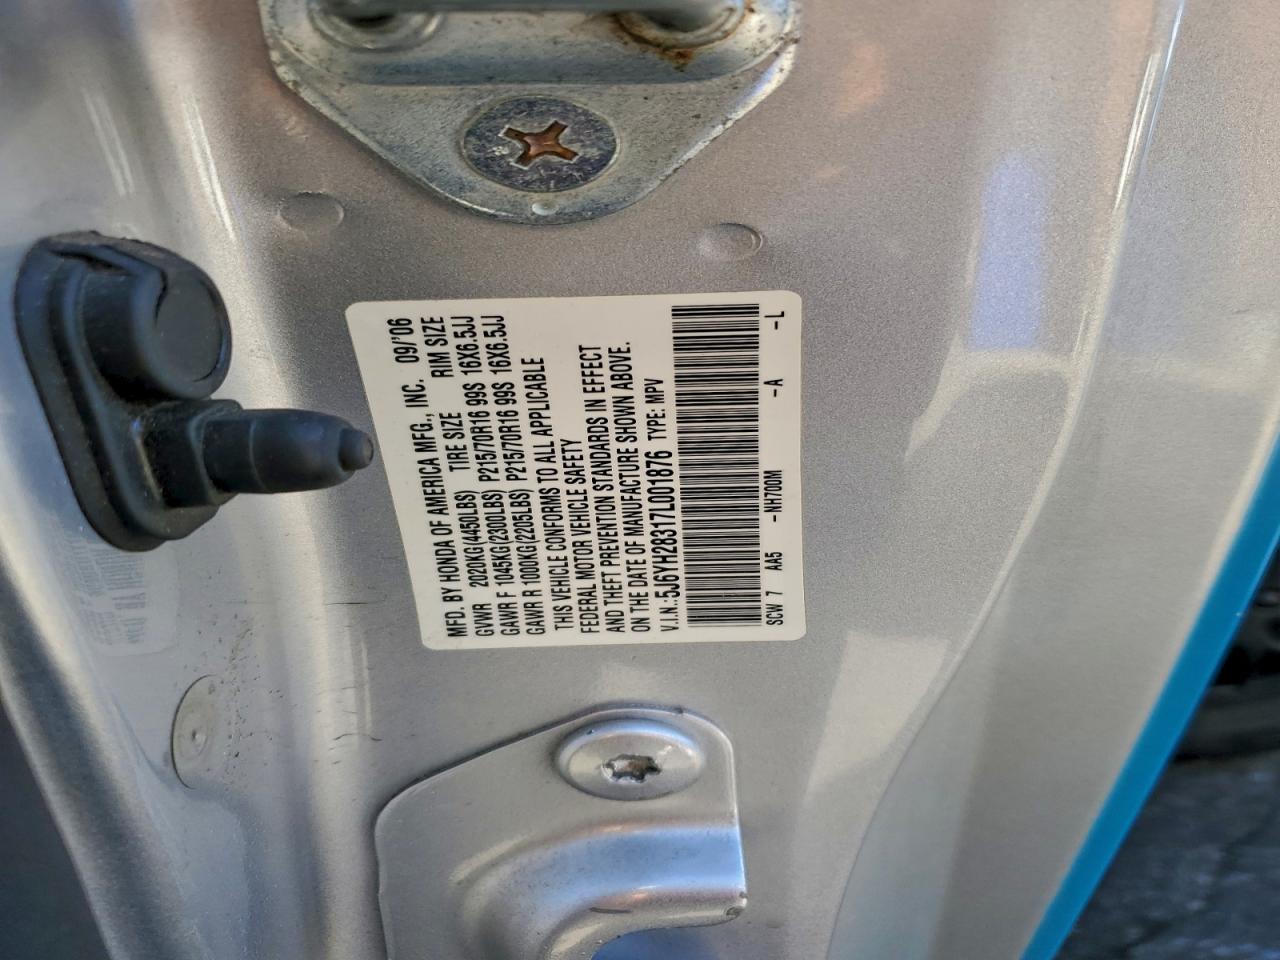 MFD. BY HONDA OF AMERICA MFG., INC. 09/'06
TIRE SIZE RIM SIZE
GVWR 2020KG(4450LBS)
GAWR F 1045KG(2300LBS) P215/70R16 99S 16X6.5JJ
GAWR R 1000KG(2205LBS) P215/70R16 99S 16X6.5JJ
THIS VEHICLE CONFORMS TO ALL APPLICABLE
FEDERAL MOTOR VEHICLE SAFETY
AND THEFT PREVENTION STANDARDS IN EFFECT
ON THE DATE OF MANUFACTURE SHOWN ABOVE.
V.I.N.:5J6YH28317L001876 TYPE: MPV
SCW 7 AA5 -NH700M -A -L